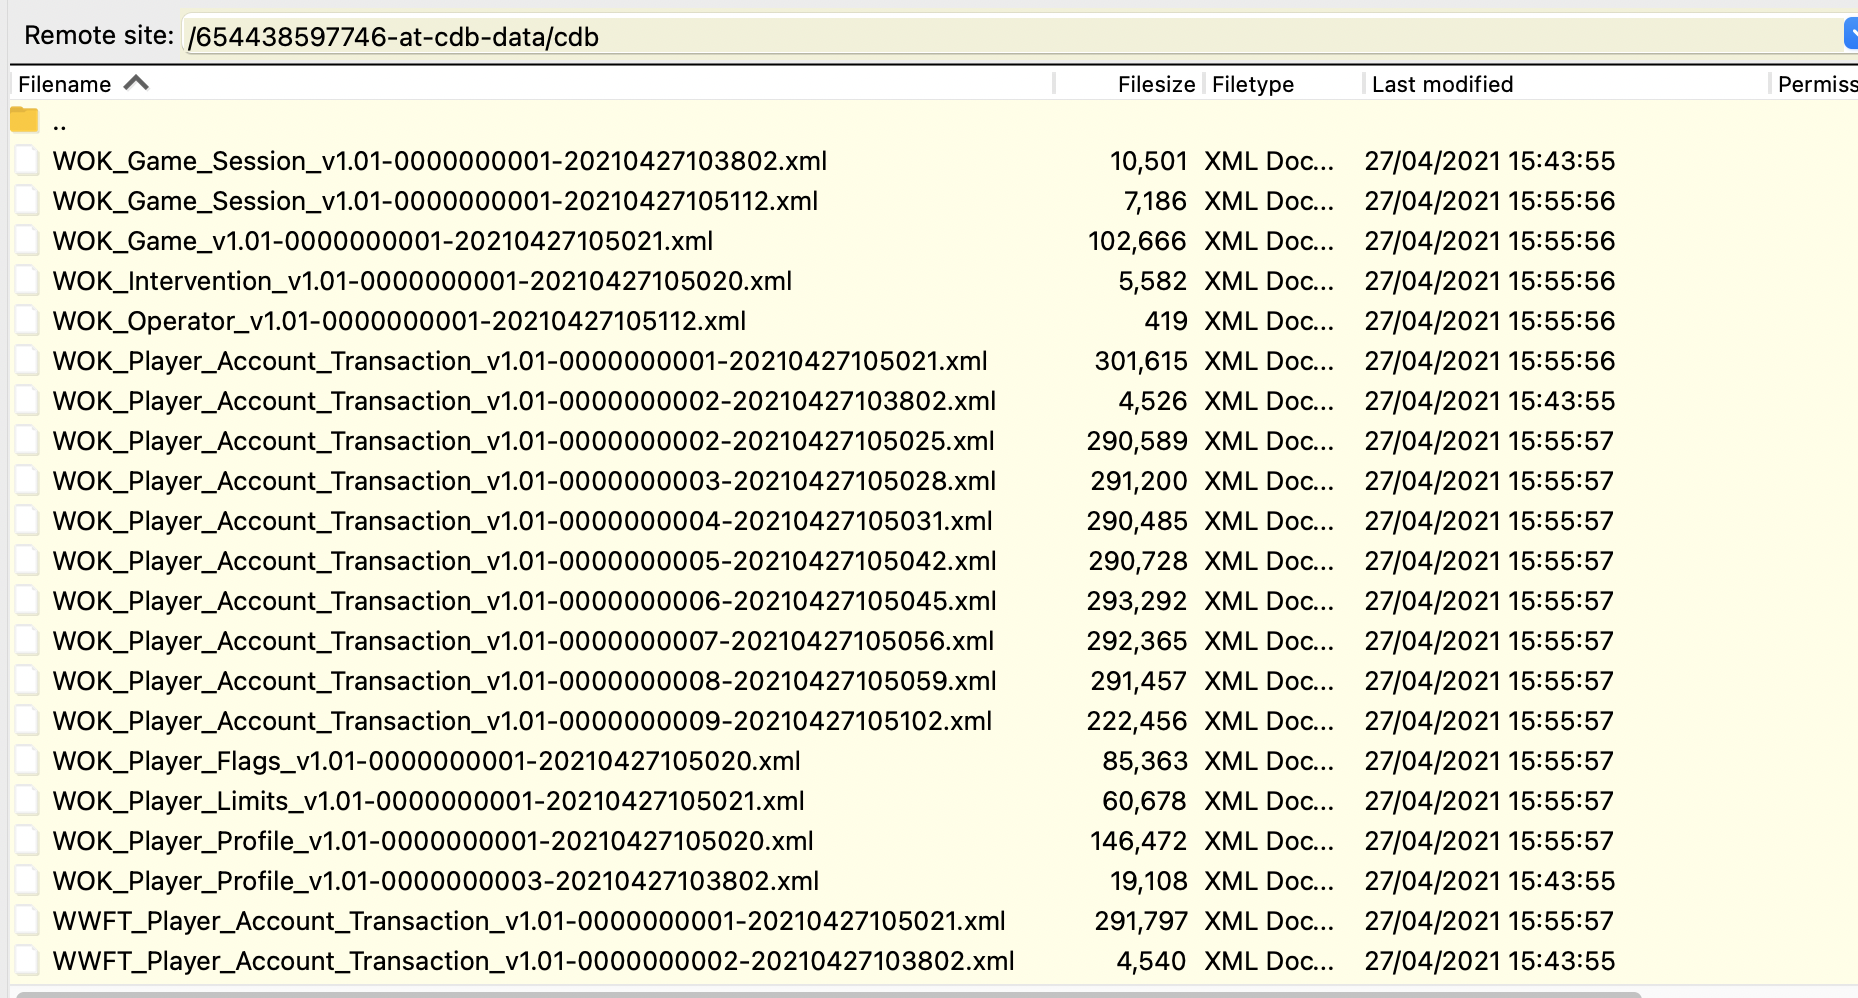 Remote site: /654438597746-at-cdb-data/cdb
Filename Filesize Filetype Last modified Permiss
..
WOK_Game_Session_v1.01-0000000001-20210427103802.xml 10,501 XML Doc... 27/04/2021 15:43:55
WOK_Game_Session_v1.01-0000000001-20210427105112.xml 7,186 XML Doc... 27/04/2021 15:55:56
WOK_Game_v1.01-0000000001-20210427105021.xml 102,666 XML Doc... 27/04/2021 15:55:56
WOK_Intervention_v1.01-0000000001-20210427105020.xml 5,582 XML Doc... 27/04/2021 15:55:56
WOK_Operator_v1.01-0000000001-20210427105112.xml 419 XML Doc... 27/04/2021 15:55:56
WOK_Player_Account_Transaction_v1.01-0000000001-20210427105021.xml 301,615 XML Doc... 27/04/2021 15:55:56
WOK_Player_Account_Transaction_v1.01-0000000002-20210427103802.xml 4,526 XML Doc... 27/04/2021 15:43:55
WOK_Player_Account_Transaction_v1.01-0000000002-20210427105025.xml 290,589 XML Doc... 27/04/2021 15:55:57
WOK_Player_Account_Transaction_v1.01-0000000003-20210427105028.xml 291,200 XML Doc... 27/04/2021 15:55:57
WOK_Player_Account_Transaction_v1.01-0000000004-20210427105031.xml 290,485 XML Doc... 27/04/2021 15:55:57
WOK_Player_Account_Transaction_v1.01-0000000005-20210427105042.xml 290,728 XML Doc... 27/04/2021 15:55:57
WOK_Player_Account_Transaction_v1.01-0000000006-20210427105045.xml 293,292 XML Doc... 27/04/2021 15:55:57
WOK_Player_Account_Transaction_v1.01-0000000007-20210427105056.xml 292,365 XML Doc... 27/04/2021 15:55:57
WOK_Player_Account_Transaction_v1.01-0000000008-20210427105059.xml 291,457 XML Doc... 27/04/2021 15:55:57
WOK_Player_Account_Transaction_v1.01-0000000009-20210427105102.xml 222,456 XML Doc... 27/04/2021 15:55:57
WOK_Player_Flags_v1.01-0000000001-20210427105020.xml 85,363 XML Doc... 27/04/2021 15:55:57
WOK_Player_Limits_v1.01-0000000001-20210427105021.xml 60,678 XML Doc... 27/04/2021 15:55:57
WOK_Player_Profile_v1.01-0000000001-20210427105020.xml 146,472 XML Doc... 27/04/2021 15:55:57
WOK_Player_Profile_v1.01-0000000003-20210427103802.xml 19,108 XML Doc... 27/04/2021 15:43:55
WWFT_Player_Account_Transaction_v1.01-0000000001-20210427105021.xml 291,797 XML Doc... 27/04/2021 15:55:57
WWFT_Player_Account_Transaction_v1.01-0000000002-20210427103802.xml 4,540 XML Doc... 27/04/2021 15:43:55